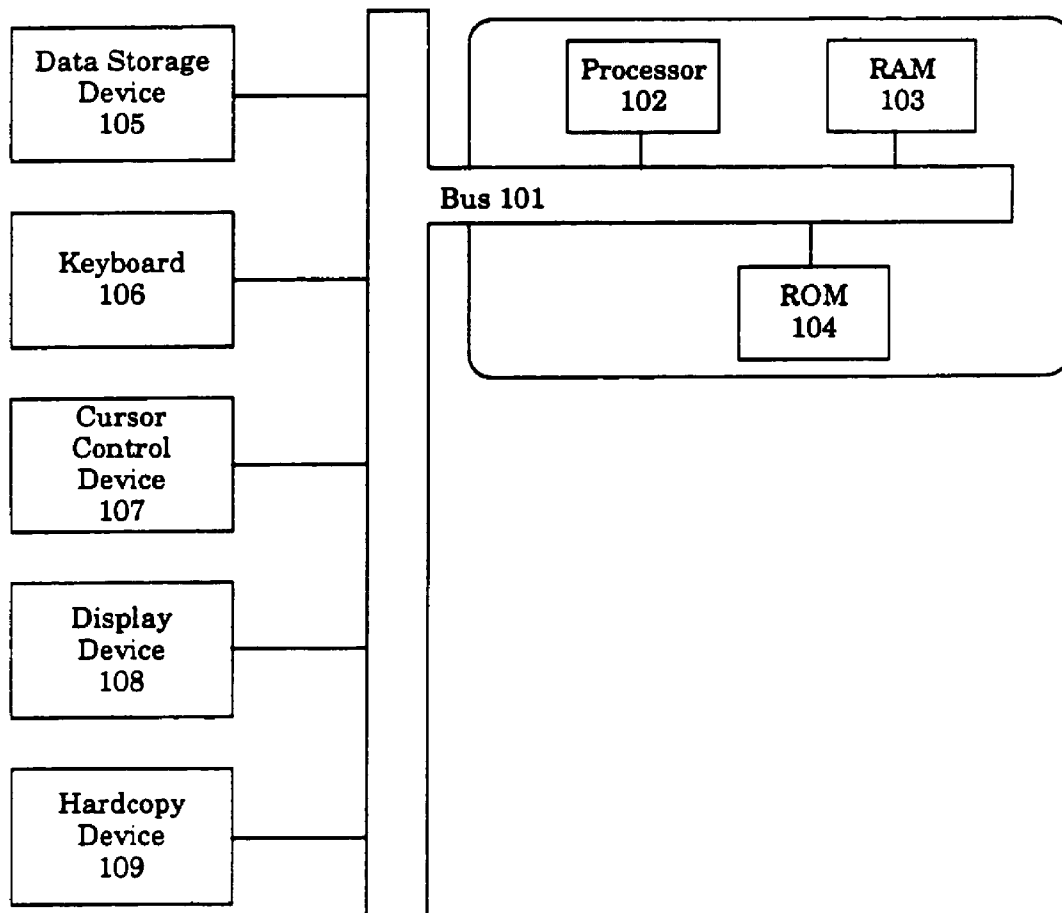 Data Storage
Device
105
Keyboard
106
Cursor
Control
Device
107
Display
Device
108
Hardcopy
Device
109
Processor
102
RAM
103
Bus 101
ROM
104